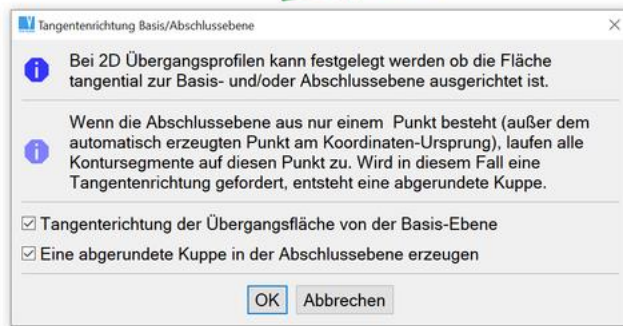 Tangentenrichtung Basis/Abschlussebene
Bei 2D Übergangsprofilen kann festgelegt werden ob die Fläche
tangential zur Basis- und/oder Abschlussebene ausgerichtet ist.
Wenn die Abschlussebene aus nur einem Punkt besteht (außer dem
automatisch erzeugten Punkt am Koordinaten-Ursprung), laufen alle
Kontursegmente auf diesen Punkt zu. Wird in diesem Fall eine
Tangentenrichtung gefordert, entsteht eine abgerundete Kuppe.
Tangenterichtung der Übergangsfläche von der Basis-Ebene
Eine abgerundete Kuppe in der Abschlussebene erzeugen
OK Abbrechen